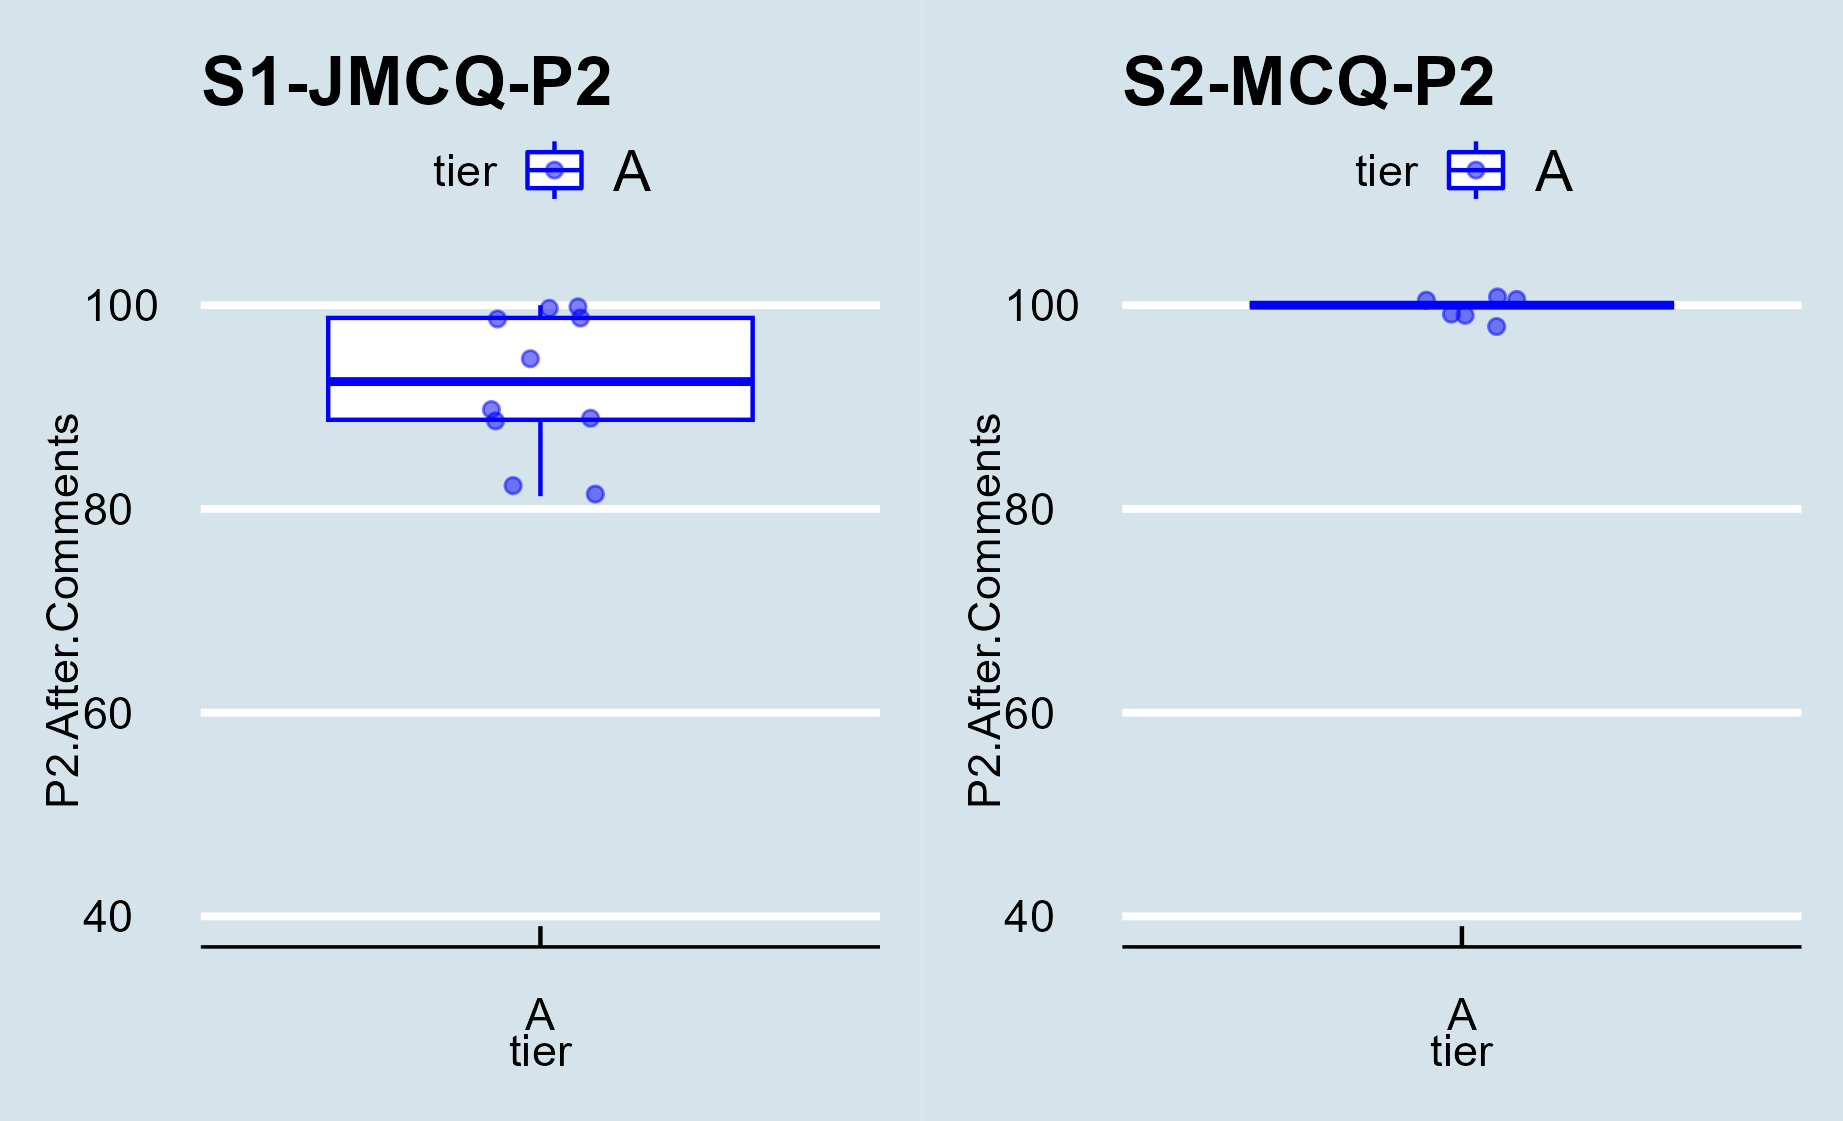 S1-JMCQ-P2
tier A
100
80
60
40
P2.After.Comments
A
tier
S2-MCQ-P2
tier A
100
80
60
40
P2.After.Comments
A
tier